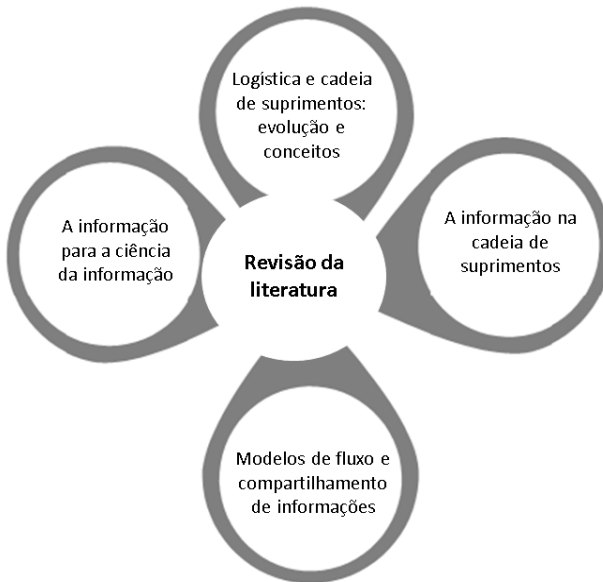 Logística e cadeia
de suprimentos:
evolução e
conceitos
A informação
para a ciência
da informação
Revisão da
literatura
A informação na
cadeia de
suprimentos
Modelos de fluxo e
compartilhamento
de informações